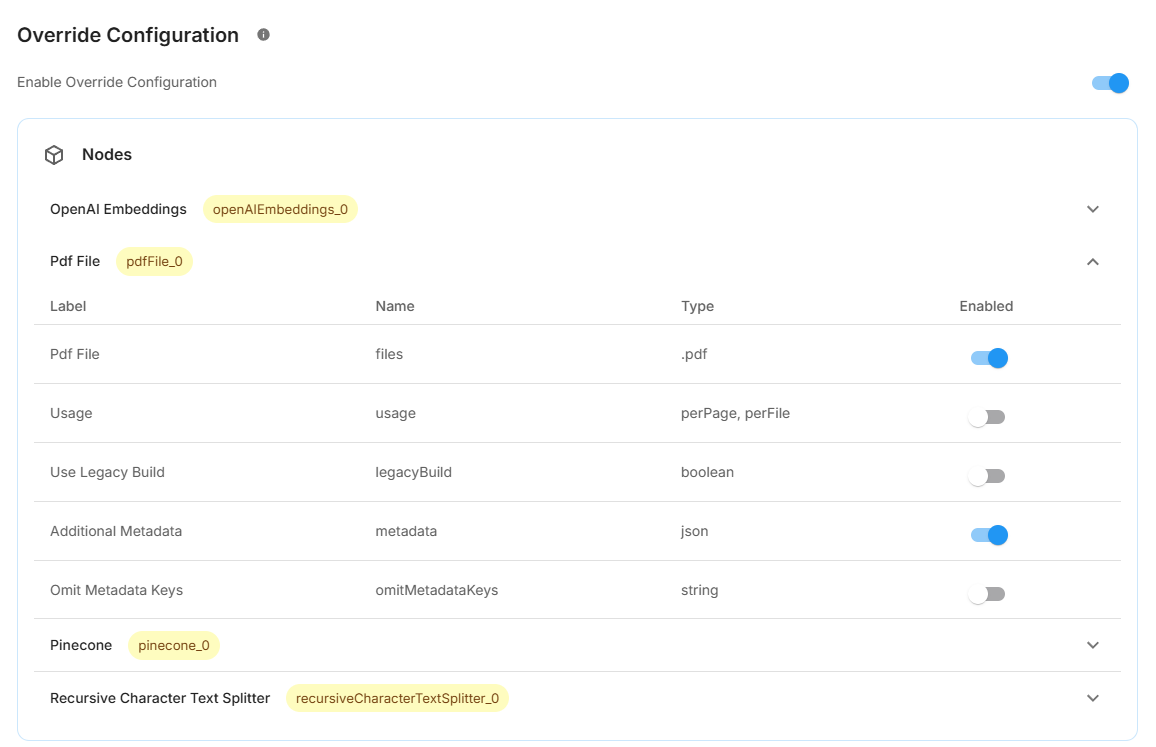 Override Configuration
Enable Override Configuration
Nodes
OpenAI Embeddings openAIEmbeddings_0
Pdf File pdfFile_0
Label Name Type Enabled
Pdf File files .pdf
Usage usage perPage, perFile
Use Legacy Build legacyBuild boolean
Additional Metadata metadata json
Omit Metadata Keys omitMetadataKeys string
Pinecone pinecone_0
Recursive Character Text Splitter recursiveCharacterTextSplitter_0